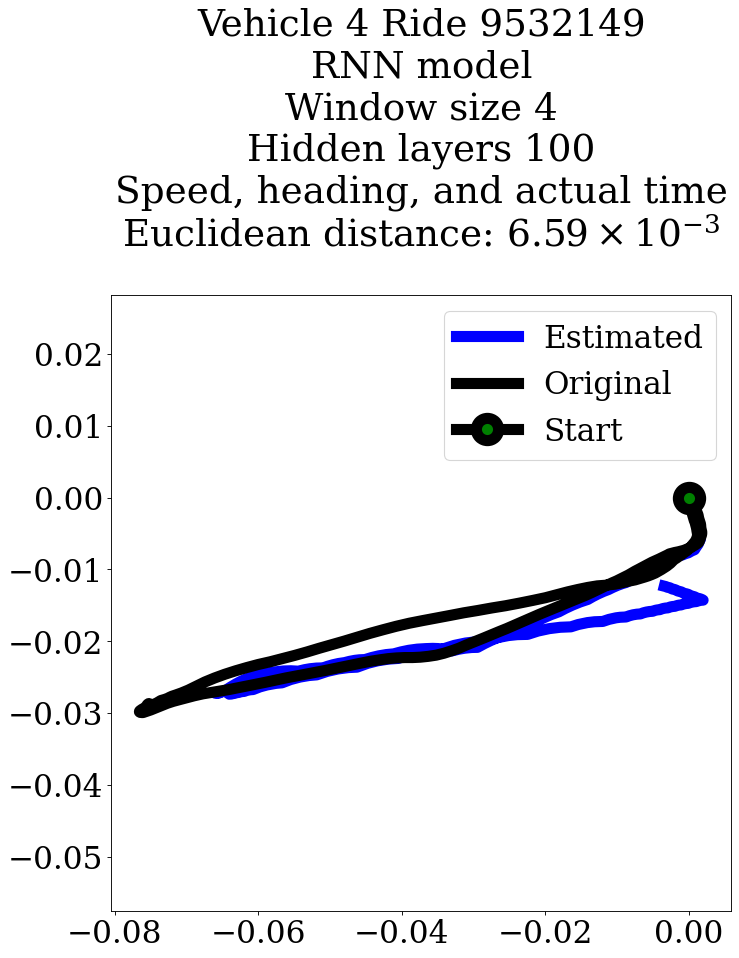 Vehicle 4 Ride 9532149
RNN model
Window size 4
Hidden layers 100
Speed, heading, and actual time
Euclidean distance: 6.59 × 10⁻³
Estimated
Original
Start
0.02
0.01
0.00
−0.01
−0.02
−0.03
−0.04
−0.05
−0.08 −0.06 −0.04 −0.02 0.00